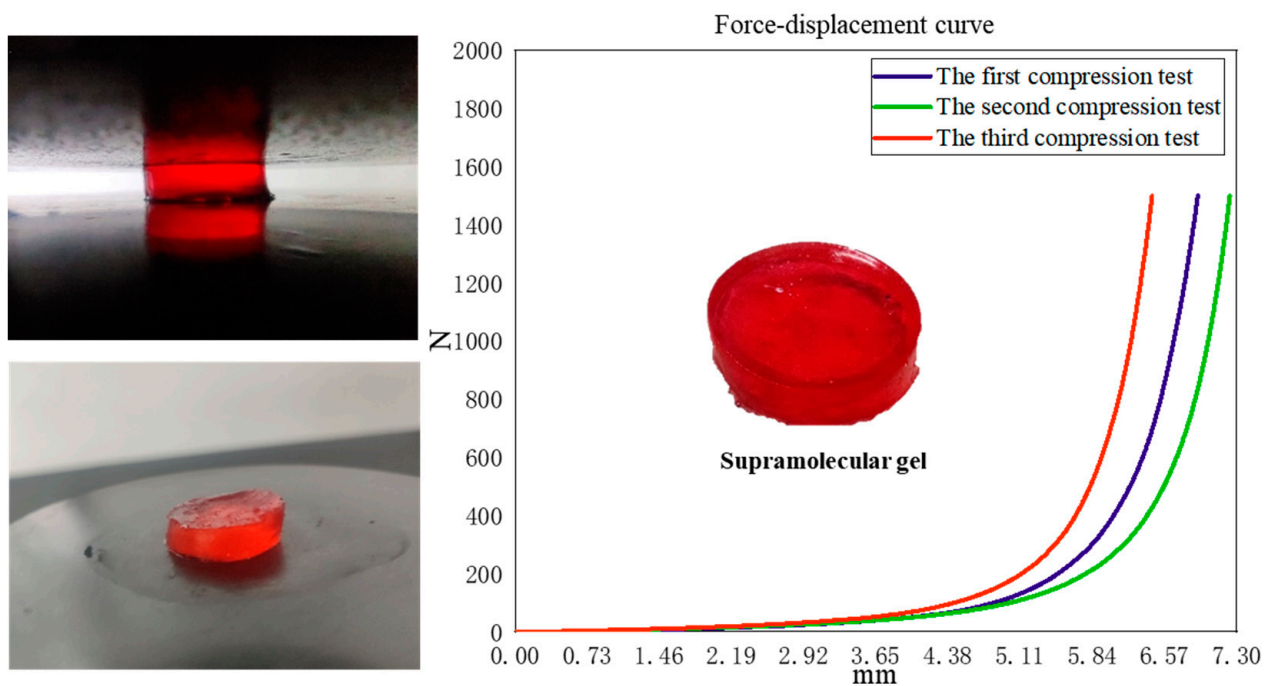 Force-displacement curve
2000
1800
1600
1400
1200
1000
800
600
400
200
0
N
The first compression test
The second compression test
The third compression test
Supramolecular gel
0.00 0.73 1.46 2.19 2.92 3.65 4.38 5.11 5.84 6.57 7.30
mm